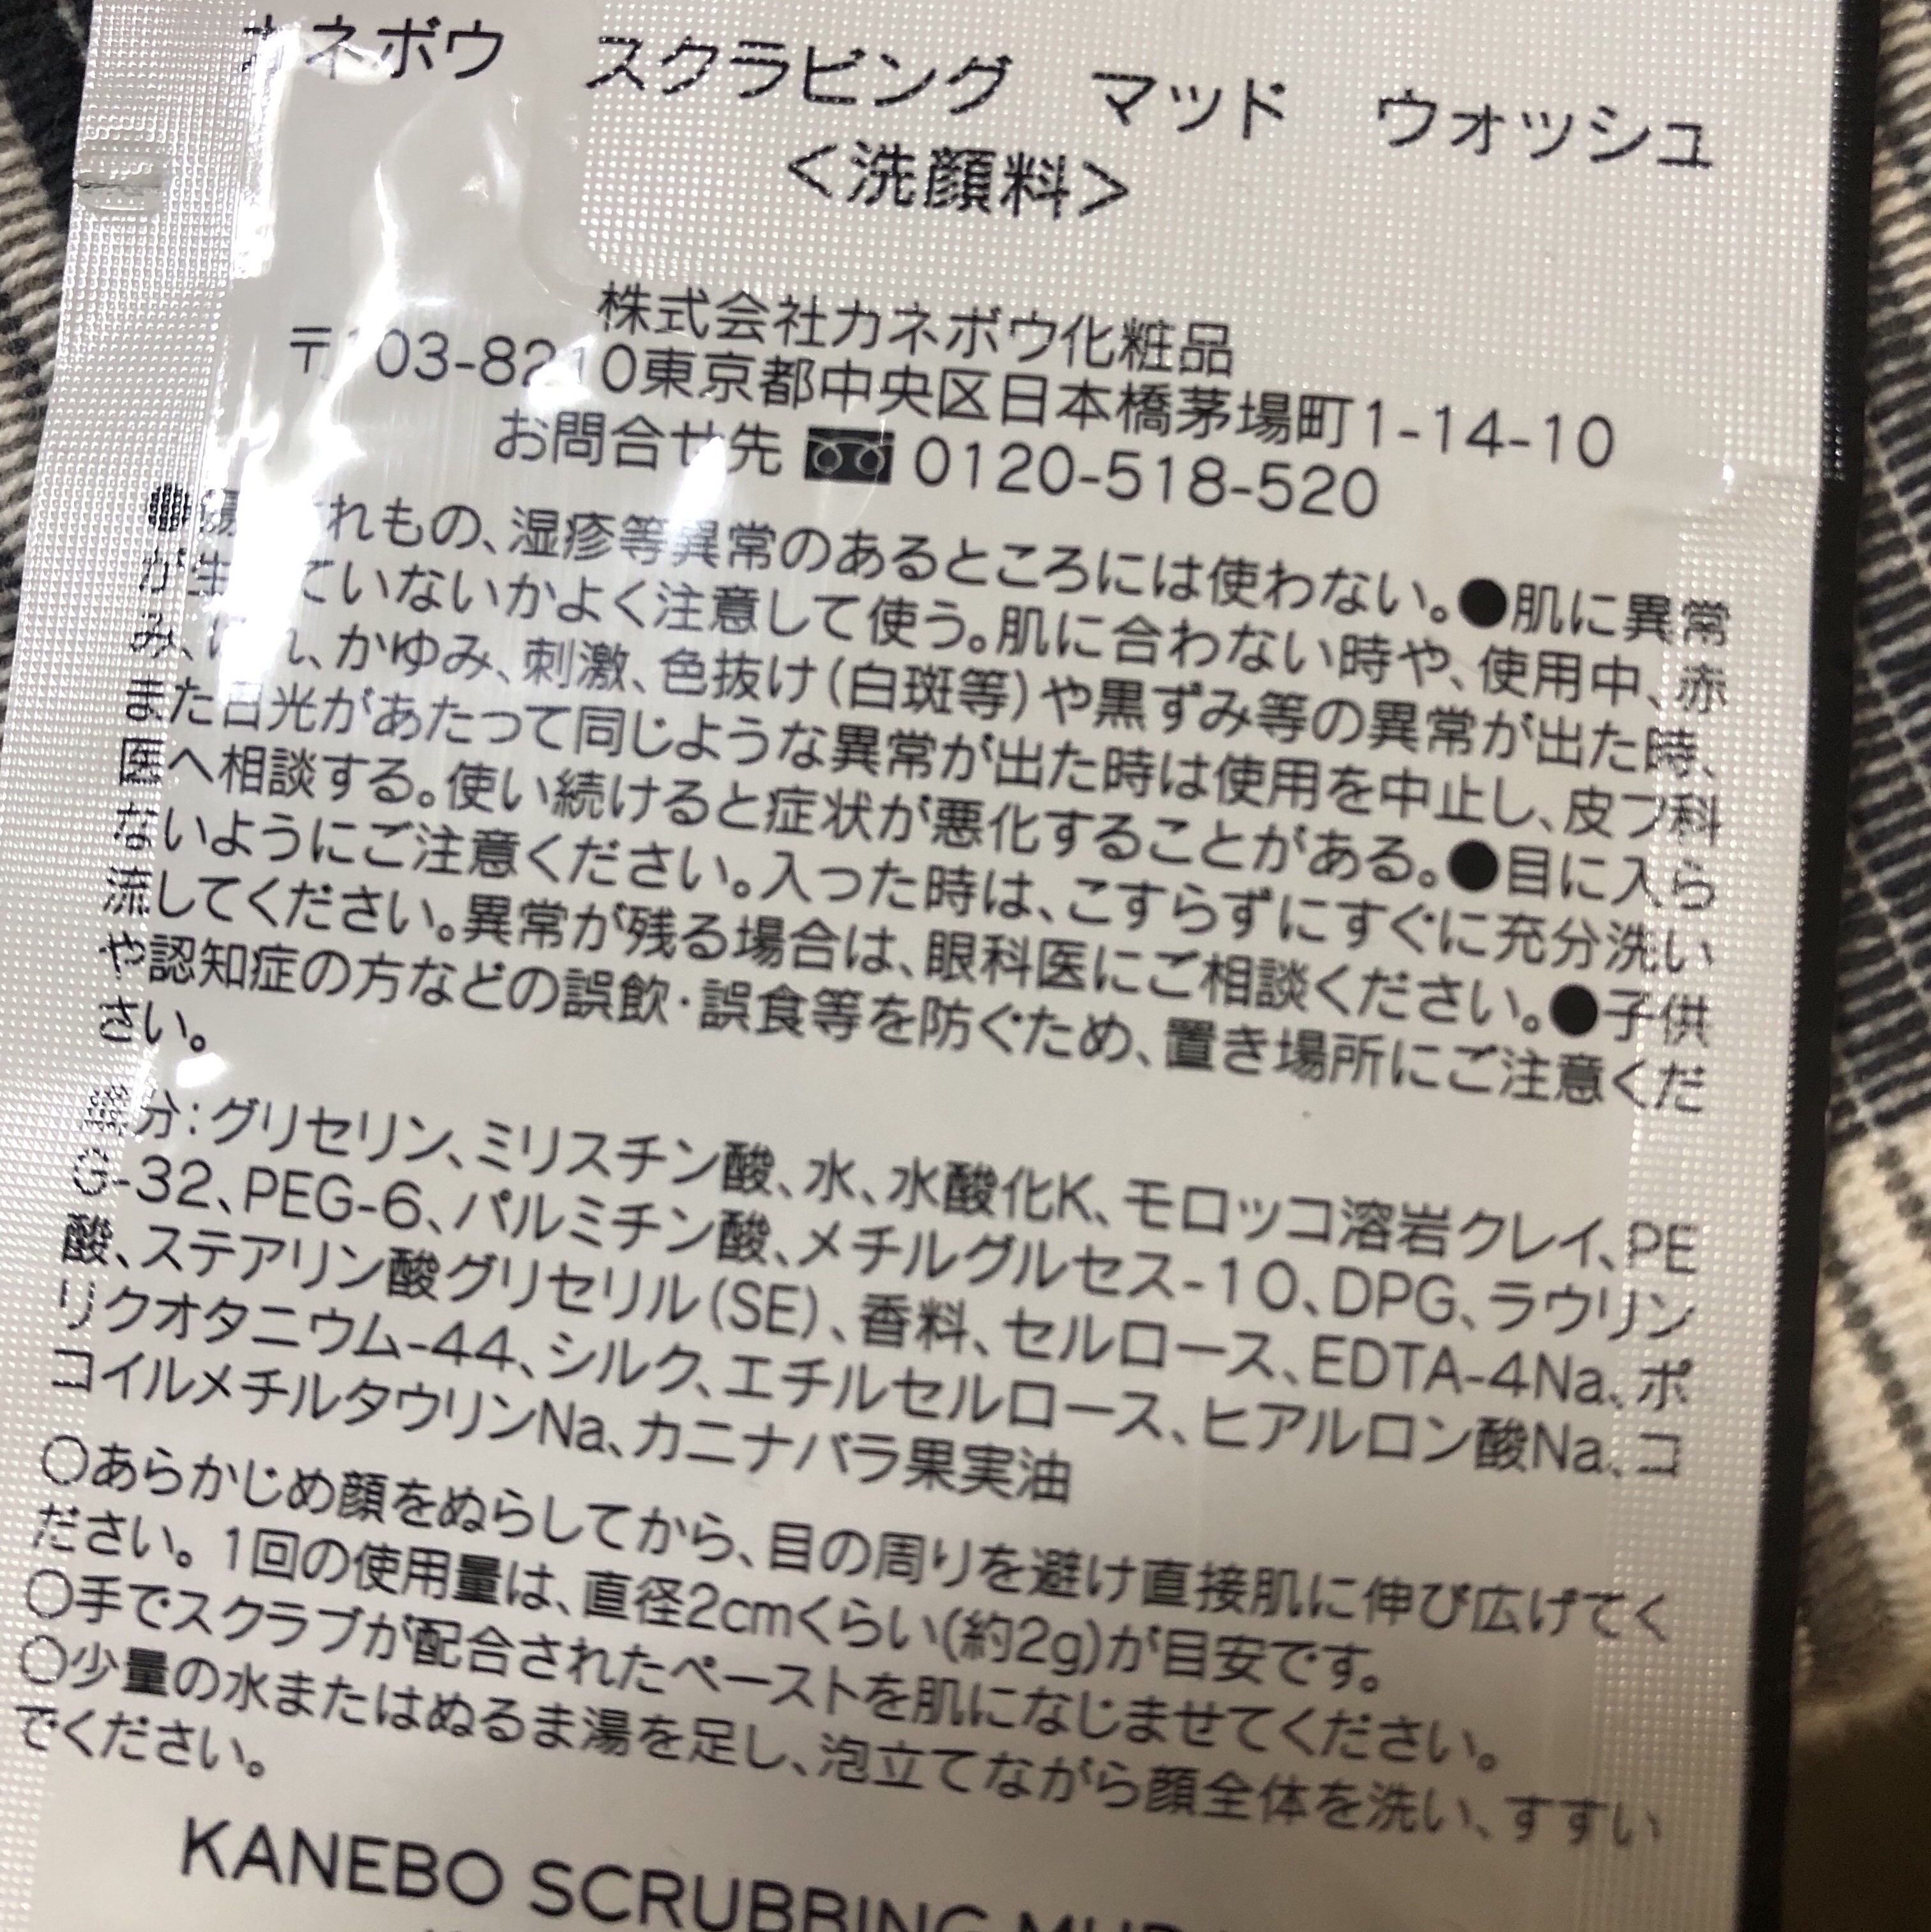 カネボウ スクラビング マッド ウォッシュ
<洗顔料>
株式会社カネボウ化粧品
〒103-8210東京都中央区日本橋茅場町1-14-10
お問合せ先 0120-518-520
れもの、湿疹等異常のあるところには使わない。●肌に異常
が生じていないかよく注意して使う。肌に合わない時や、使用中、赤
み、はれ、かゆみ、刺激、色抜け(白斑等)や黒ずみ等の異常が出た時、
また日光があたって同じような異常が出た時は使用を中止し、皮フ科
医へ相談する。使い続けると症状が悪化することがある。●目に入ら
ないようにご注意ください。入った時は、こすらずにすぐに充分洗い
流してください。異常が残る場合は、眼科医にご相談ください。●子供
や認知症の方などの誤飲・誤食等を防ぐため、置き場所にご注意くだ
さい。
成分:グリセリン、ミリスチン酸、水、水酸化K、モロッコ溶岩クレイ、PE
G-32、PEG-6、パルミチン酸、メチルグルセス-10、DPG、ラウリン
酸、ステアリン酸グリセリル(SE)、香料、セルロース、EDTA-4Na、ポ
リクオタニウム-44、シルク、エチルセルロース、ヒアルロン酸Na、コ
コイルメチルタウリンNa、カニナバラ果実油
○あらかじめ顔をぬらしてから、目の周りを避け直接肌に伸び広げてく
ださい。1回の使用量は、直径2cmくらい(約2g)が目安です。
○手でスクラブが配合されたペーストを肌になじませてください。
○少量の水またはぬるま湯を足し、泡立てながら顔全体を洗い、すすい
でください。
KANEBO SCRUBBING MUD